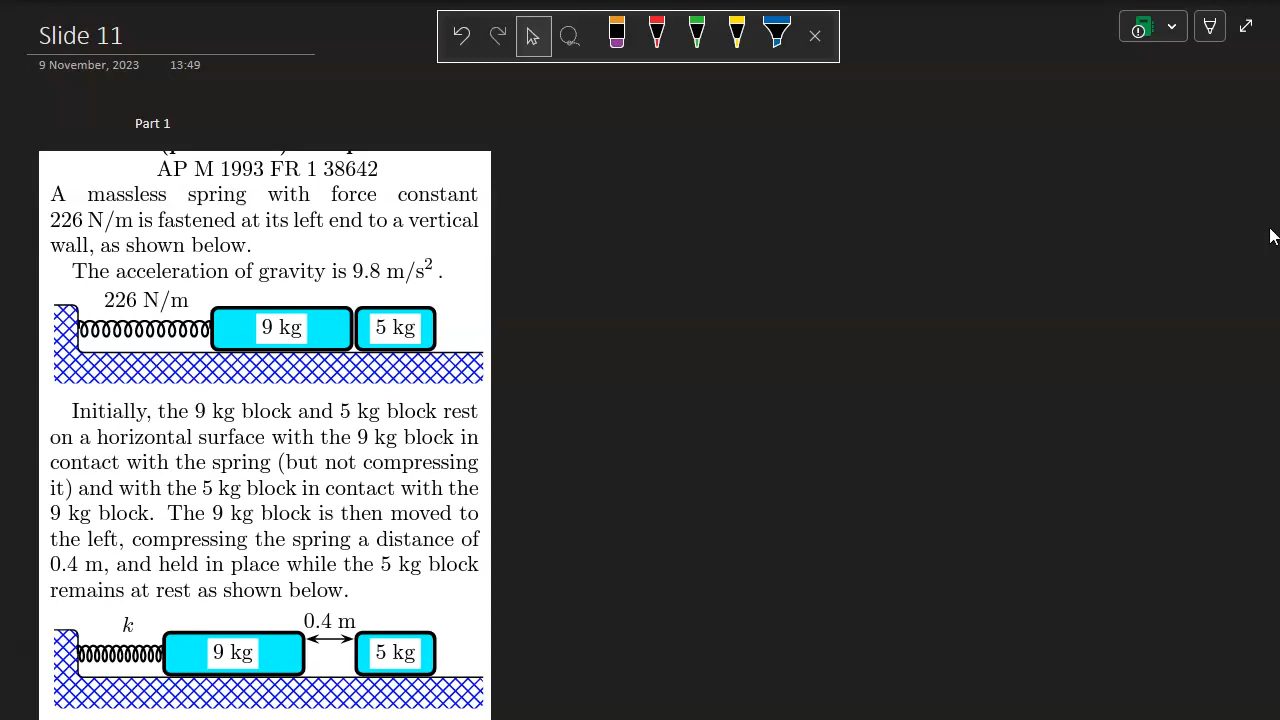 Slide 11
9 November, 2023 13:49
Part 1
AP M 1993 FR 1 38642
A massless spring with force constant
226 N/m is fastened at its left end to a vertical
wall, as shown below.
The acceleration of gravity is 9.8 m/s² .
226 N/m
9 kg 5 kg
Initially, the 9 kg block and 5 kg block rest
on a horizontal surface with the 9 kg block in
contact with the spring (but not compressing
it) and with the 5 kg block in contact with the
9 kg block. The 9 kg block is then moved to
the left, compressing the spring a distance of
0.4 m, and held in place while the 5 kg block
remains at rest as shown below.
k 0.4 m
9 kg 5 kg